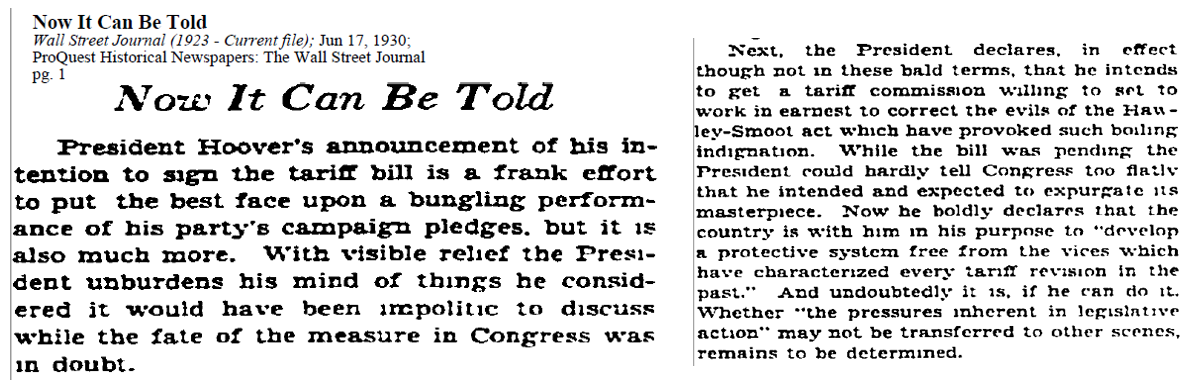 Now It Can Be Told
Wall Street Journal (1923 - Current file); Jun 17, 1930;
ProQuest Historical Newspapers: The Wall Street Journal
pg. 1
Now It Can Be Told
President Hoover's announcement of his in-
tention to sign the tariff bill is a frank effort
to put the best face upon a bungling perform-
ance of his party's campaign pledges, but it is
also much more. With visible relief the Presi-
dent unburdens his mind of things he consid-
ered it would have been impolitic to discuss
while the fate of the measure in Congress was
in doubt.
Next, the President declares, in effect
though not in these bald terms, that he intends
to get a tariff commission willing to set to
work in earnest to correct the evils of the Haw-
ley-Smoot act which have provoked such boiling
indignation. While the bill was pending the
President could hardly tell Congress too flatly
that he intended and expected to expurgate its
masterpiece. Now he boldly declares that the
country is with him in his purpose to "develop
a protective system free from the vices which
have characterized every tariff revision in the
past." And undoubtedly it is, if he can do it.
Whether "the pressures inherent in legislative
action" may not be transferred to other scenes,
remains to be determined.